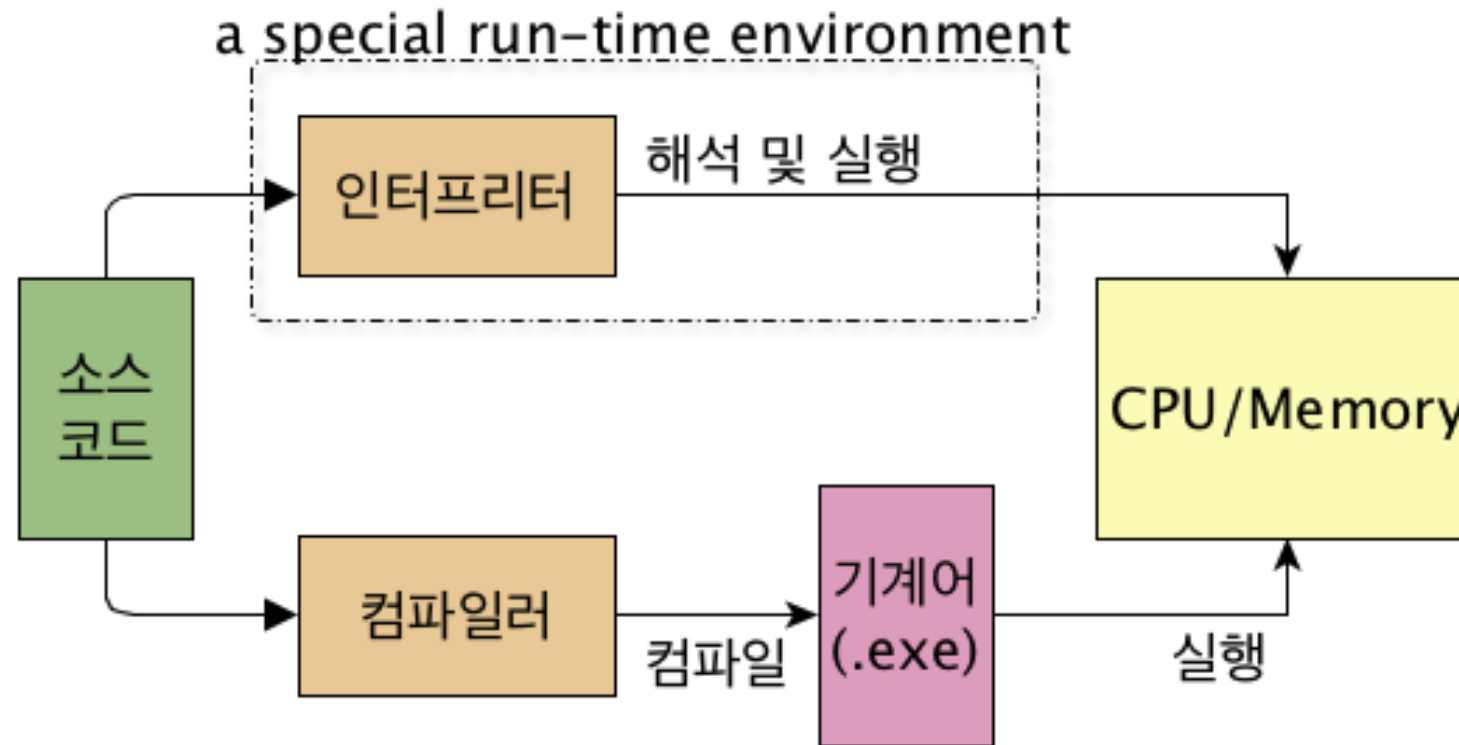 a special run-time environment
인터프리터
해석 및 실행
소스
코드
CPU/Memory
컴파일러
컴파일
기계어
(.exe)
실행